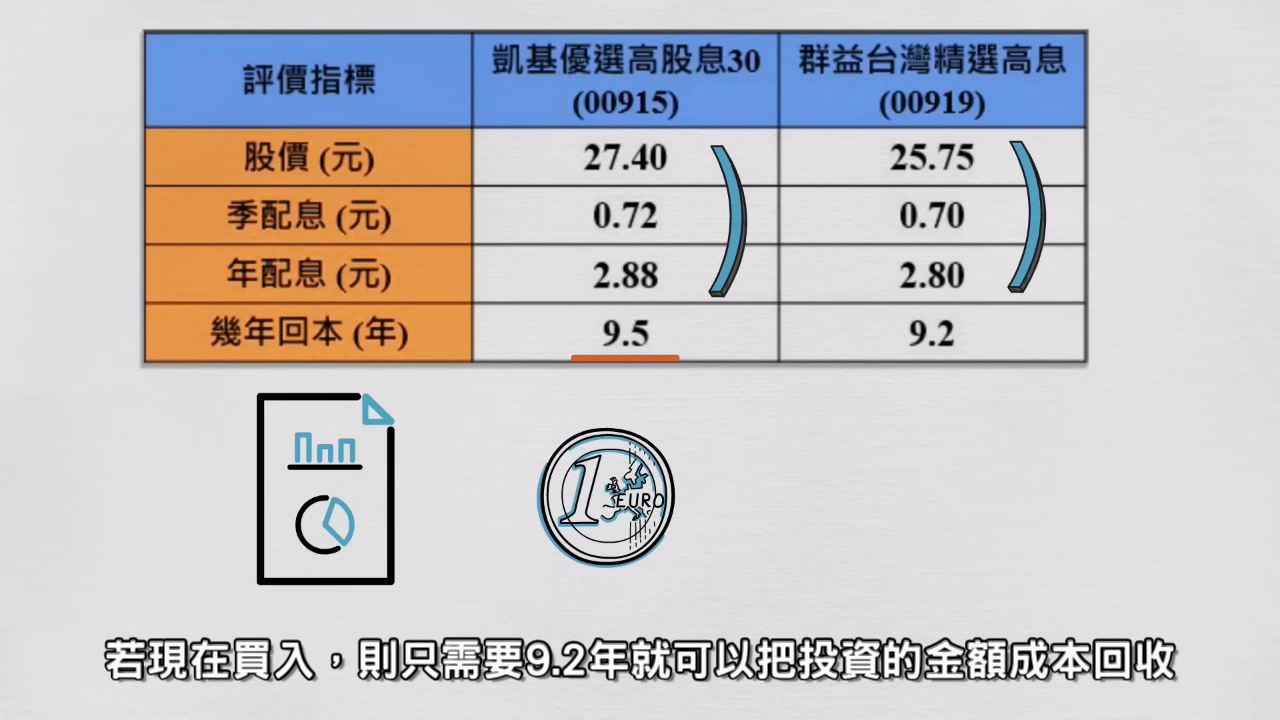 評價指標 凱基優選高股息30 (00915) 群益台灣精選高息 (00919)
股價 (元) 27.40 25.75
季配息 (元) 0.72 0.70
年配息 (元) 2.88 2.80
幾年回本 (年) 9.5 9.2
1 EURO
若現在買入，則只需要9.2年就可以把投資的金額成本回收